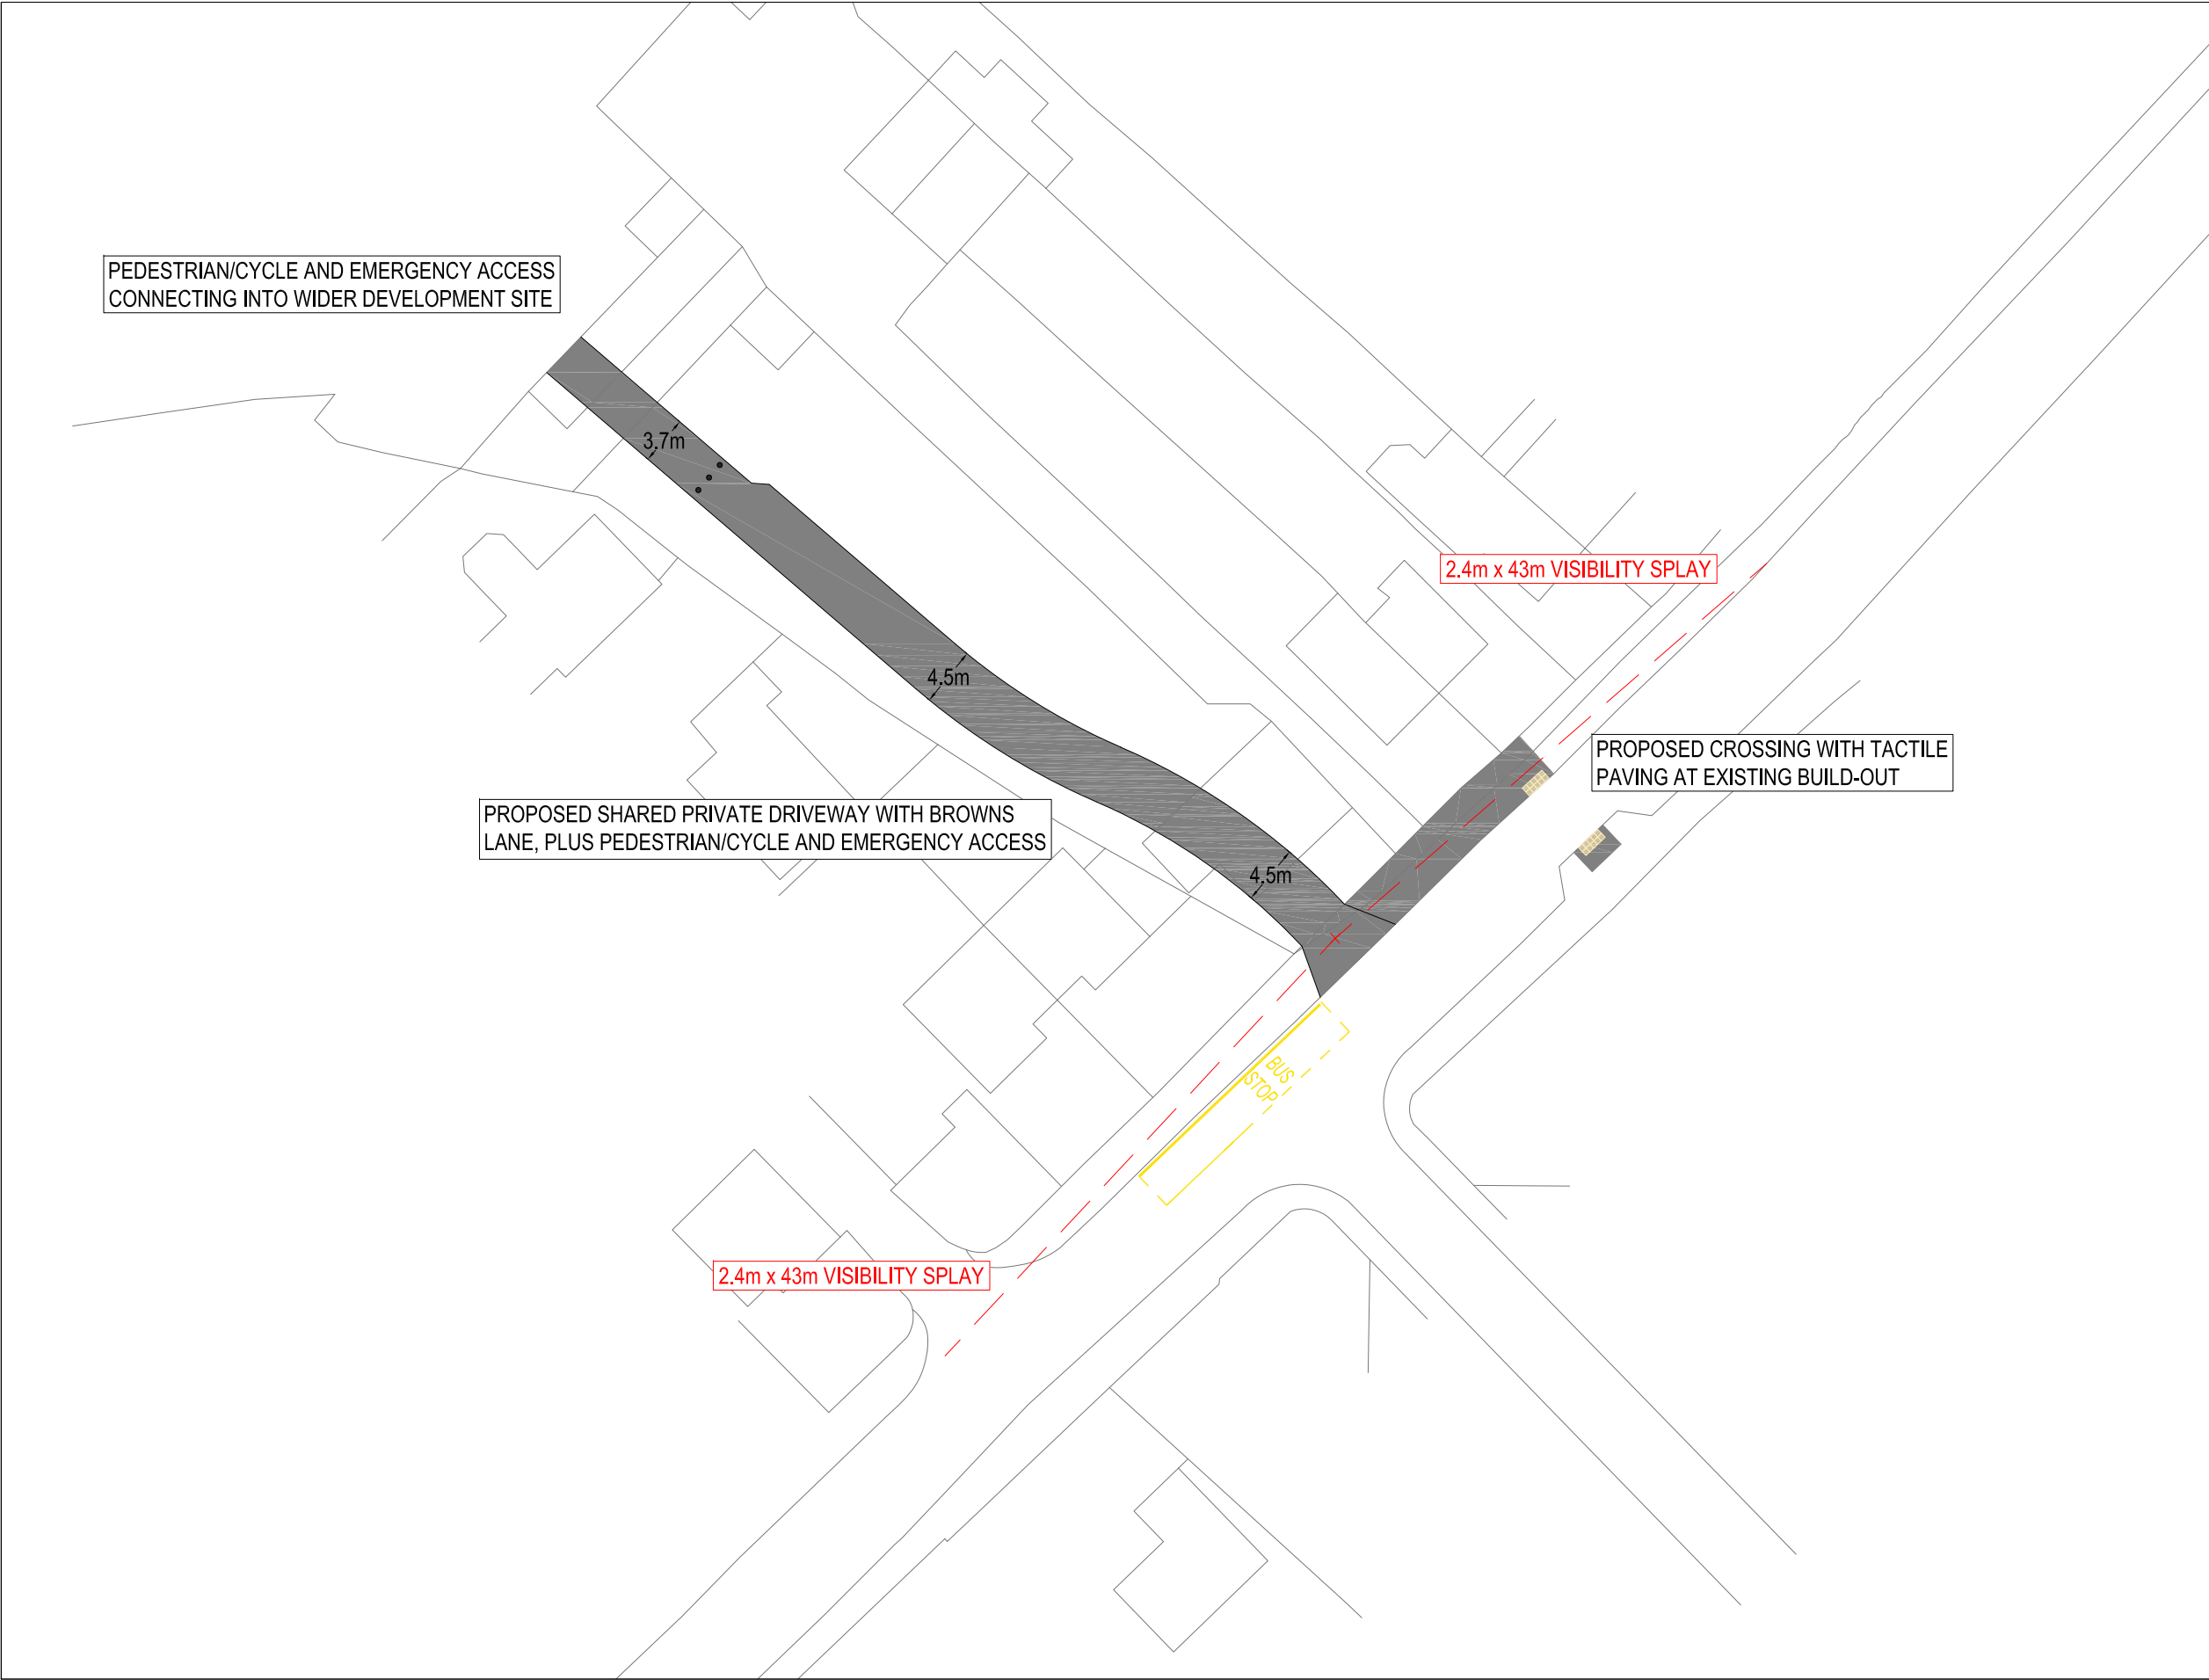 PEDESTRIAN/CYCLE AND EMERGENCY ACCESS
CONNECTING INTO WIDER DEVELOPMENT SITE
3.7m
2.4m x 43m VISIBILITY SPLAY
4.5m
PROPOSED CROSSING WITH TACTILE
PAVING AT EXISTING BUILD-OUT
PROPOSED SHARED PRIVATE DRIVEWAY WITH BROWNS
LANE, PLUS PEDESTRIAN/CYCLE AND EMERGENCY ACCESS
4.5m
BUS
STOP
2.4m x 43m VISIBILITY SPLAY